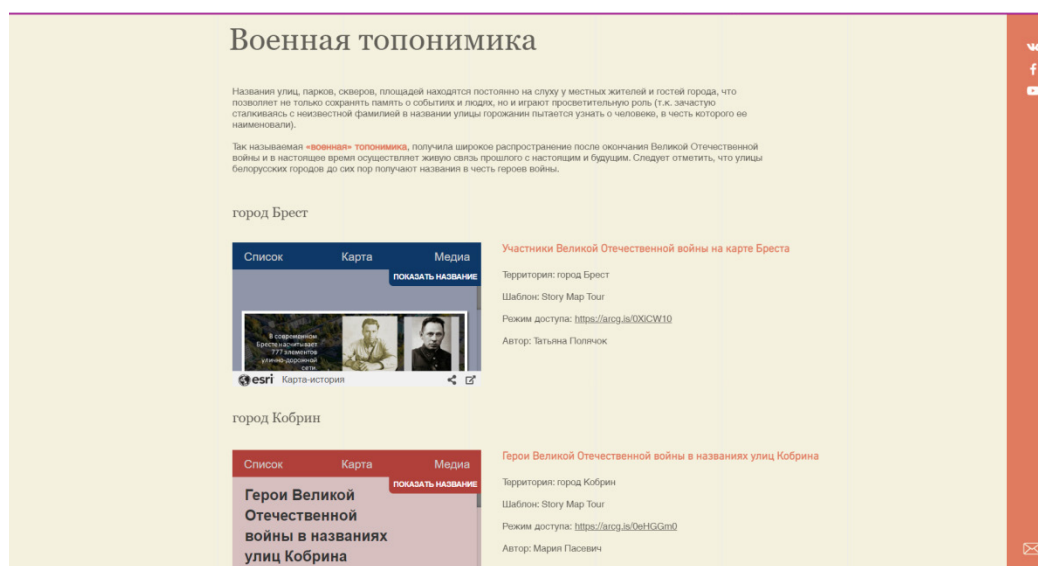 Военная топонимика
Названия улиц, парков, скверов, площадей находятся постоянно на слуху у местных жителей и гостей города, что
позволяет не только сохранять память о событиях и людях, но и играют просветительную роль (т.к. зачастую
сталкиваясь с неизвестной фамилией в названии улицы горожанин пытается узнать о человеке, в честь которого ее
наименовали).
Так называемая «военная» топонимика, получила широкое распространение после окончания Великой Отечественной
войны и в настоящее время осуществляет живую связь прошлого с настоящим и будущим. Следует отметить, что улицы
белорусских городов до сих пор получают названия в честь героев войны.
город Брест
Список Карта Медиа
ПОКАЗАТЬ НАЗВАНИЕ
В современном
Бресте насчитывает
777 элементов
улично-дорожной
сети.
esri Карта-история
Участники Великой Отечественной войны на карте Бреста
Территория: город Брест
Шаблон: Story Map Tour
Режим доступа: https://arcg.is/0XiCW10
Автор: Татьяна Полячок
город Кобрин
Список Карта Медиа
ПОКАЗАТЬ НАЗВАНИЕ
Герои Великой
Отечественной
войны в названиях
улиц Кобрина
Герои Великой Отечественной войны в названиях улиц Кобрина
Территория: город Кобрин
Шаблон: Story Map Tour
Режим доступа: https://arcg.is/0eHGGm0
Автор: Мария Пасевич